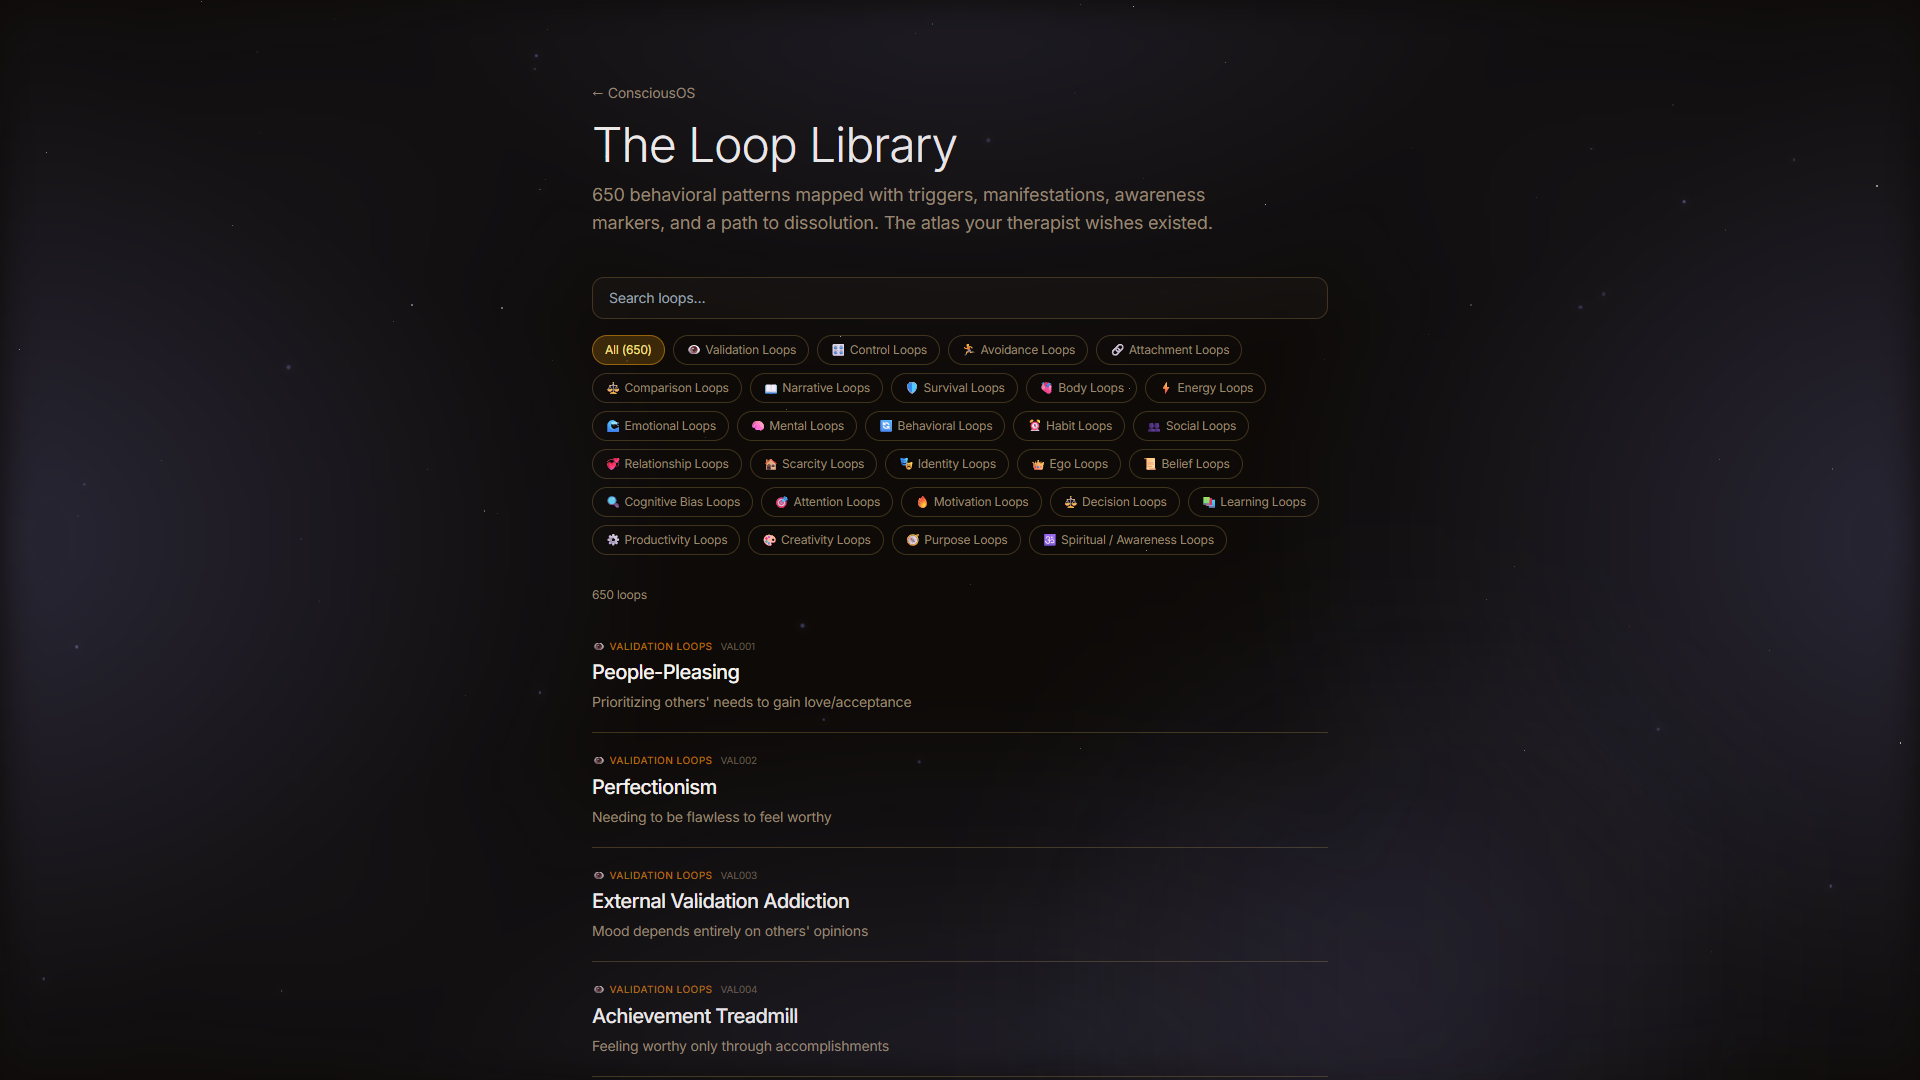 ← ConsciousOS
The Loop Library
650 behavioral patterns mapped with triggers, manifestations, awareness
markers, and a path to dissolution. The atlas your therapist wishes existed.
Search loops...
All (650) Validation Loops Control Loops Avoidance Loops Attachment Loops
Comparison Loops Narrative Loops Survival Loops Body Loops Energy Loops
Emotional Loops Mental Loops Behavioral Loops Habit Loops Social Loops
Relationship Loops Scarcity Loops Identity Loops Ego Loops Belief Loops
Cognitive Bias Loops Attention Loops Motivation Loops Decision Loops Learning Loops
Productivity Loops Creativity Loops Purpose Loops Spiritual / Awareness Loops
650 loops
VALIDATION LOOPS VAL001
People-Pleasing
Prioritizing others' needs to gain love/acceptance
VALIDATION LOOPS VAL002
Perfectionism
Needing to be flawless to feel worthy
VALIDATION LOOPS VAL003
External Validation Addiction
Mood depends entirely on others' opinions
VALIDATION LOOPS VAL004
Achievement Treadmill
Feeling worthy only through accomplishments